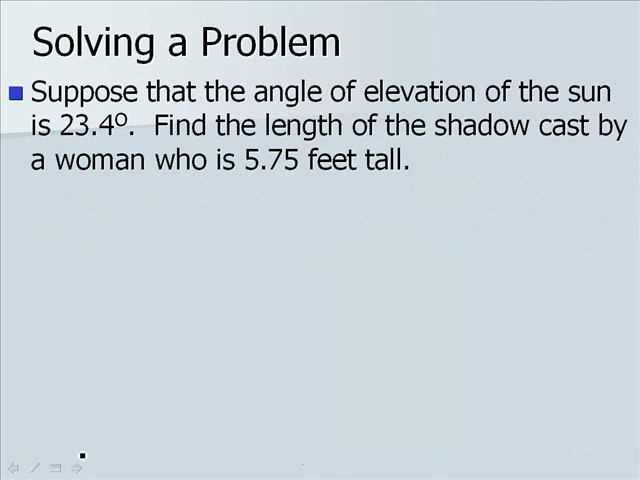 Solving a Problem
Suppose that the angle of elevation of the sun
is 23.4º.  Find the length of the shadow cast by
a woman who is 5.75 feet tall.